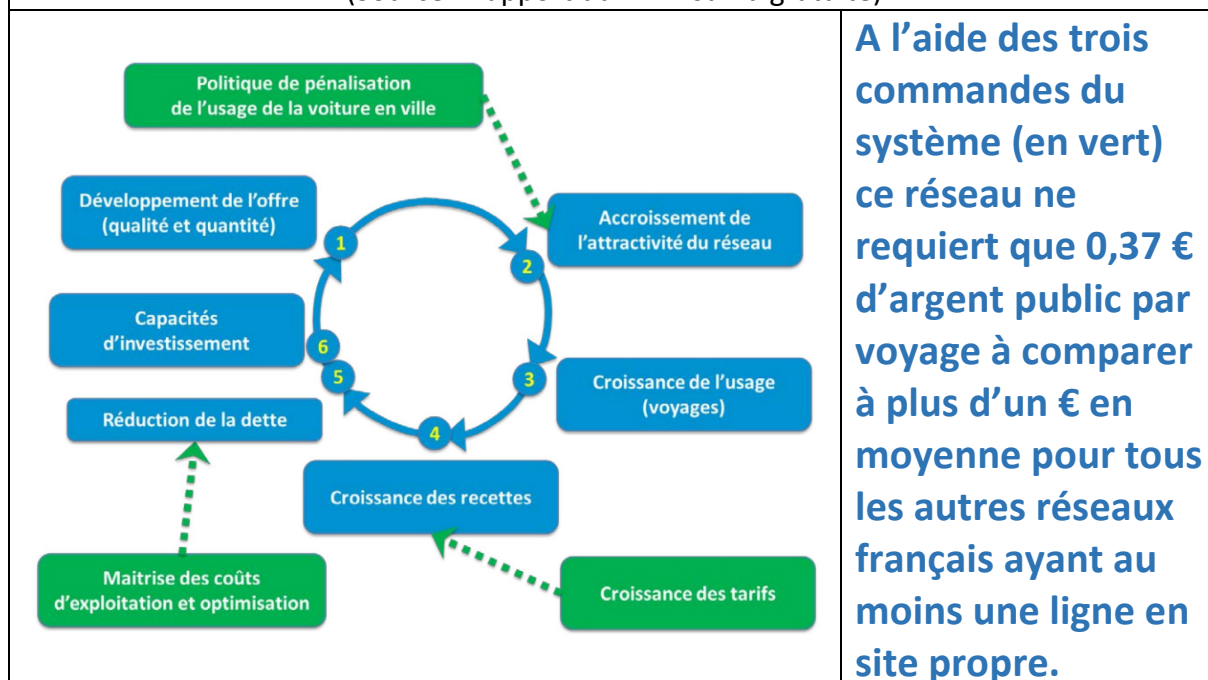 Politique de pénalisation
de l'usage de la voiture en ville
Développement de l'offre
(qualité et quantité)
1
Accroissement de
l'attractivité du réseau
2
Capacités
d'investissement
6
5
3
Croissance de l'usage
(voyages)
Réduction de la dette
4
Croissance des recettes
Maitrise des coûts
d'exploitation et optimisation
Croissance des tarifs
A l'aide des trois
commandes du
système (en vert)
ce réseau ne
requiert que 0,37 €
d'argent public par
voyage à comparer
à plus d'un € en
moyenne pour tous
les autres réseaux
français ayant au
moins une ligne en
site propre.